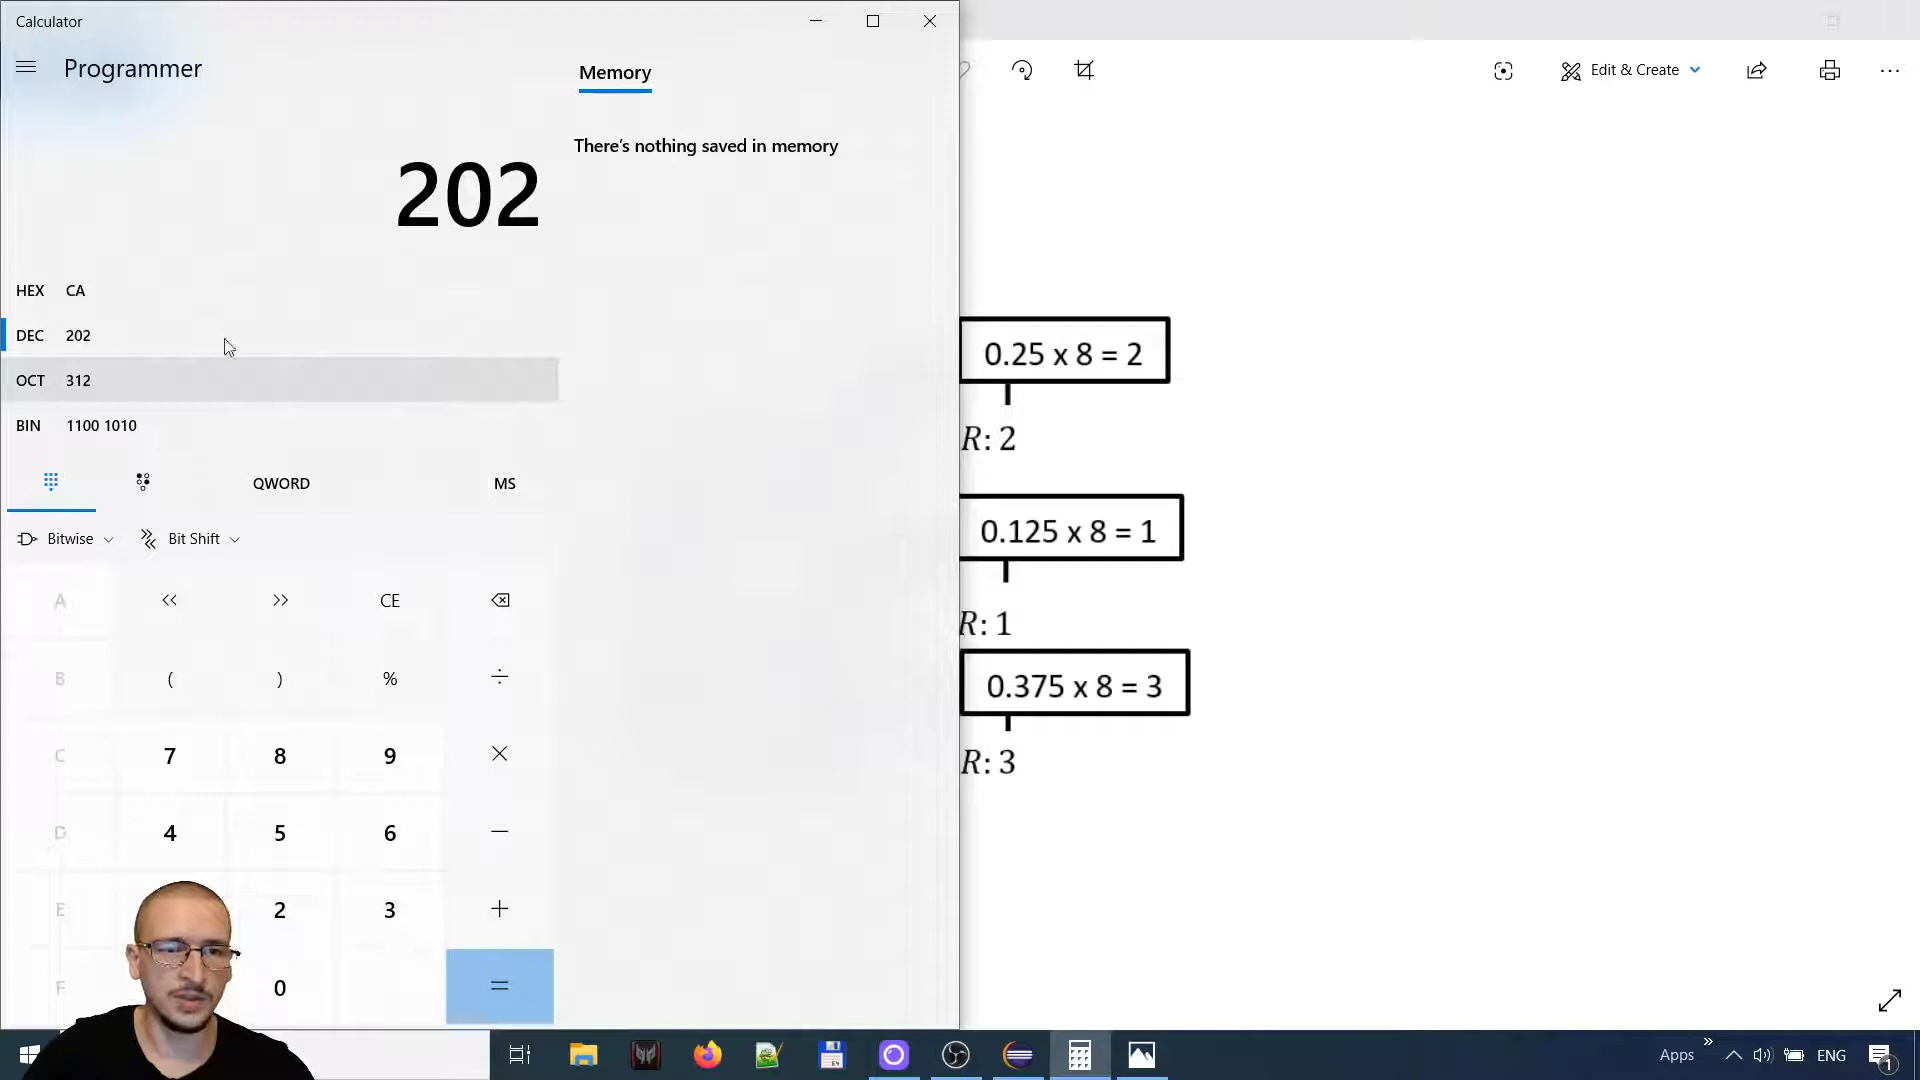 Calculator
Programmer
Memory
There's nothing saved in memory
202
HEX CA
DEC 202
OCT 312
BIN 1100 1010
QWORD MS
Bitwise Bit Shift
A << >> CE
B ( ) % ÷
C 7 8 9 ×
D 4 5 6 −
E 2 3 +
F 0 =
Edit & Create
0.25 x 8 = 2
R: 2
0.125 x 8 = 1
R: 1
0.375 x 8 = 3
R: 3
64
Apps » ENG 1